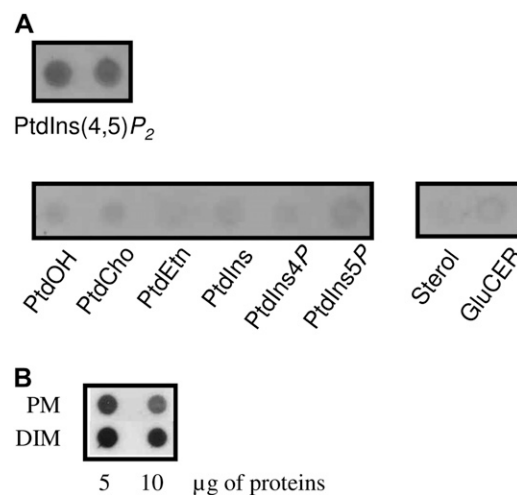 A
PtdIns(4,5)P₂
PtdOH PtdCho PtdEtn PtdIns PtdIns4P PtdIns5P Sterol GluCER
B
PM
DIM
5 10 µg of proteins